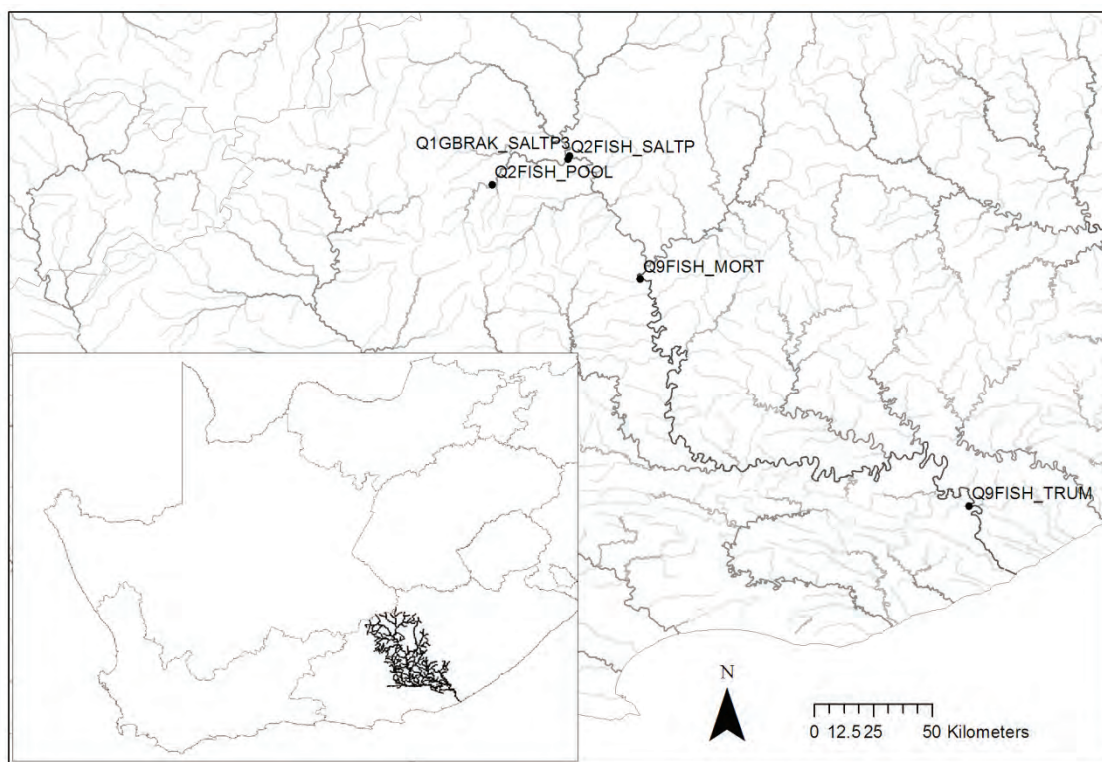 Q1GBRAK_SALTP3 Q2FISH_SALTP
Q2FISH_POOL
Q9FISH_MORT
Q9FISH_TRUM
N
0 12.5 25 50 Kilometers